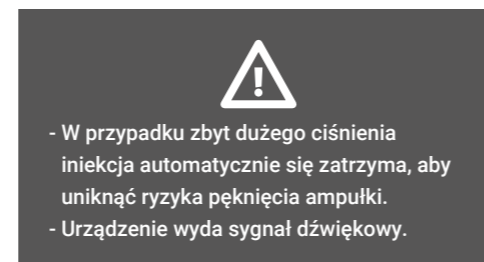 - W przypadku zbyt dużego ciśnienia
iniekcja automatycznie się zatrzyma, aby
uniknąć ryzyka pęknięcia ampułki.
- Urządzenie wyda sygnał dźwiękowy.